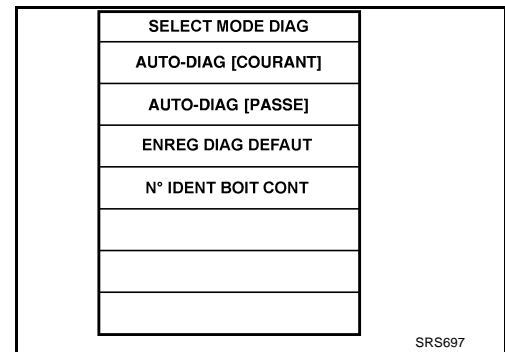 SELECT MODE DIAG
AUTO-DIAG [COURANT]
AUTO-DIAG [PASSE]
ENREG DIAG DEFAUT
N° IDENT BOIT CONT
SRS697